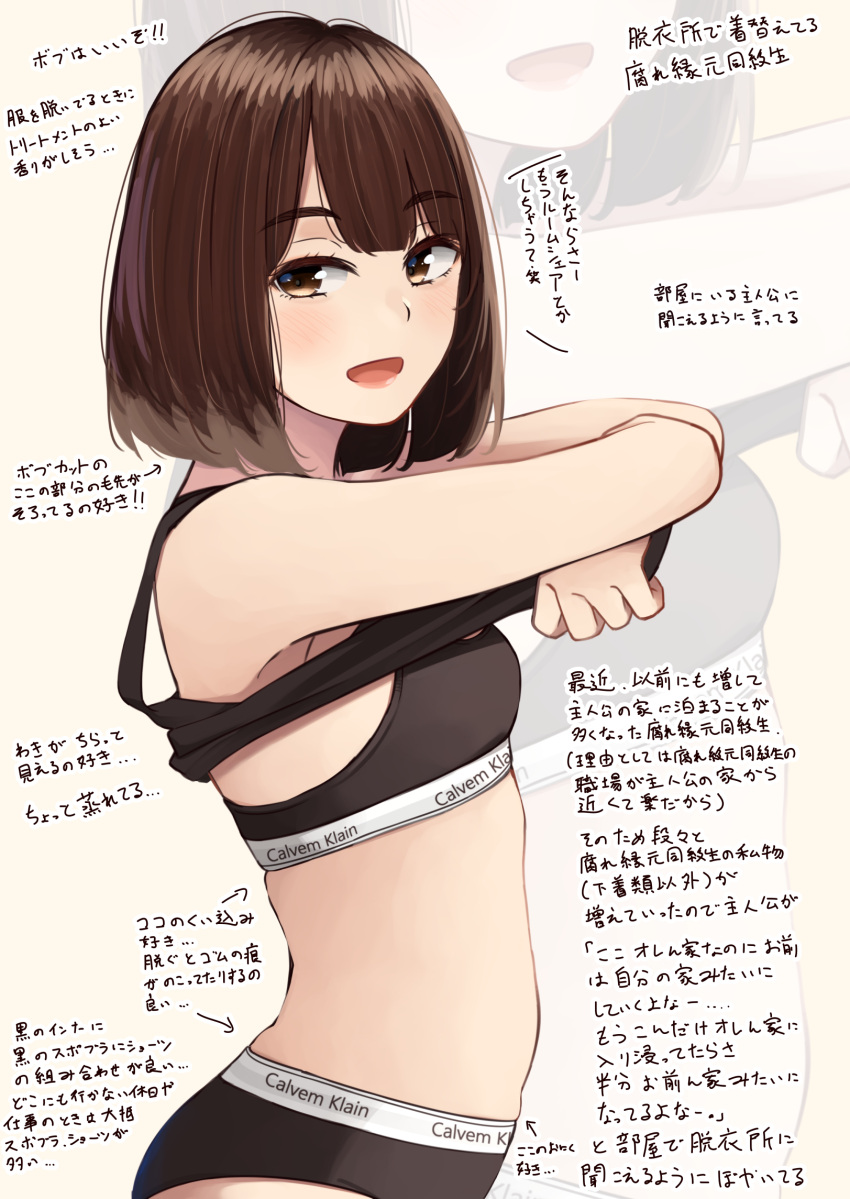 脱衣所で着替えてる
腐れ縁元同級生
ボブはいいぞ!!
服を脱いでるときに
トリートメントのよい
香りがしそう...
そんならさー
もうルームシェアとか
しちゃうて笑
部屋にいる主人公に
聞こえるように言ってる
ボブカットの
ここの部分の毛先が
そろってるの好き!!
最近、以前にも増して
主人公の家に泊まることが
多くなった腐れ縁元同級生.
(理由としては腐れ縁元同級生の
職場が主人公の家から
近くて楽だから)
わきがちらって
見えるの好き...
ちょっと蒸れてる...
そのため段々と
腐れ縁元同級生の私物
(下着類以外)が
増えていったので主人公が
「ここオレん家なのにお前
は自分の家みたいに
していくよなー....
もうこんだけオレん家に
入り浸ってたらさ
半分お前ん家みたいに
なってるよなー。」
と部屋で脱衣所に
聞こえるようにぼやいてる
Calvem Klain
Calvem Kla
ココのくい込み
好き...
脱ぐとゴムの痕
がのこってたりするの
良い...
黒のインナーに
黒のスポブラにショーツ
の組み合わせが良い...
どこにも行かない休日や
仕事のときは大抵
スポブラ、ショーツが
多い...
Calvem Klain
Calvem K
ここのおにく
好き...